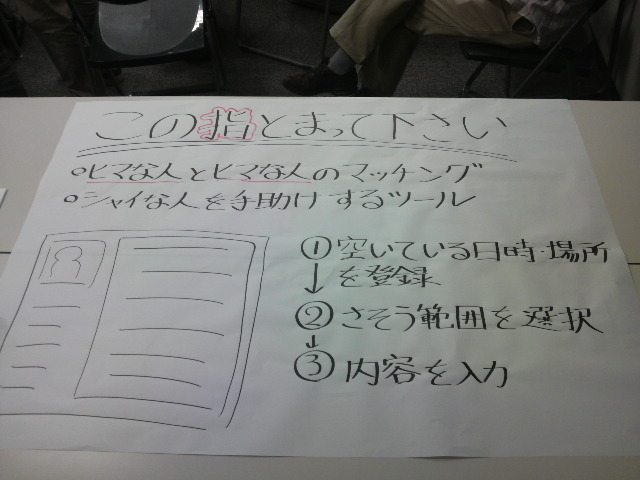 この指とまって下さい
○ヒマな人とヒマな人のマッチング
○シャイな人を手助けするツール
①空いている日時・場所
を登録
↓
②さそう範囲を選択
↓
③内容を入力